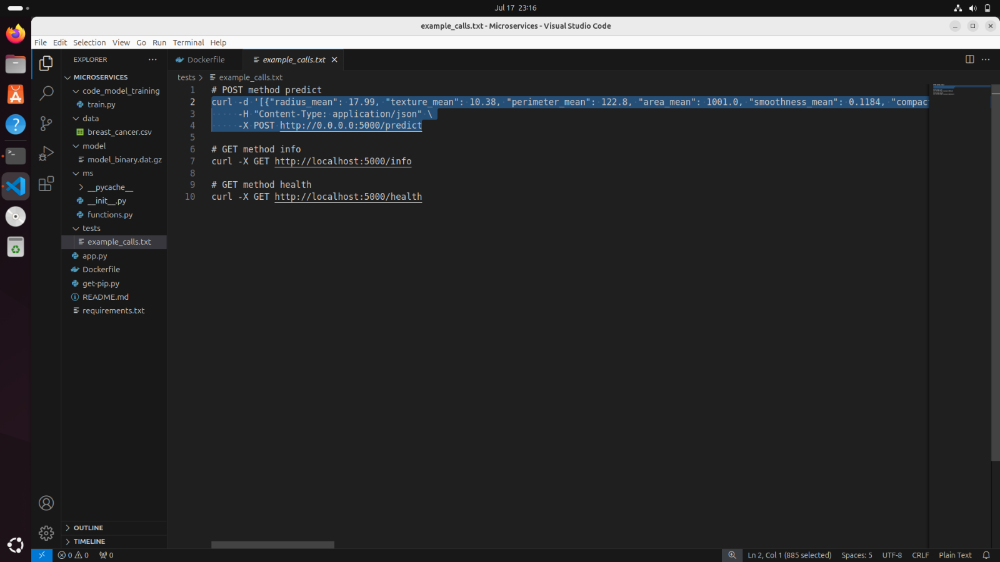 Jul 17 23:16
example_calls.txt - Microservices - Visual Studio Code
File Edit Selection View Go Run Terminal Help
EXPLORER
Dockerfile
example_calls.txt
MICROSERVICES
code_model_training
train.py
data
breast_cancer.csv
model
model_binary.dat.gz
ms
__pycache__
__init__.py
functions.py
tests
example_calls.txt
app.py
Dockerfile
get-pip.py
README.md
requirements.txt
OUTLINE
TIMELINE
tests > example_calls.txt
1 # POST method predict
2 curl -d '[{"radius_mean": 17.99, "texture_mean": 10.38, "perimeter_mean": 122.8, "area_mean": 1001.0, "smoothness_mean": 0.1184, "compac
3 -H "Content-Type: application/json" \
4 -X POST http://0.0.0.0:5000/predict
5
6 # GET method info
7 curl -X GET http://localhost:5000/info
8
9 # GET method health
10 curl -X GET http://localhost:5000/health
0 0 0 Ln 2, Col 1 (885 selected) Spaces: 5 UTF-8 CRLF Plain Text